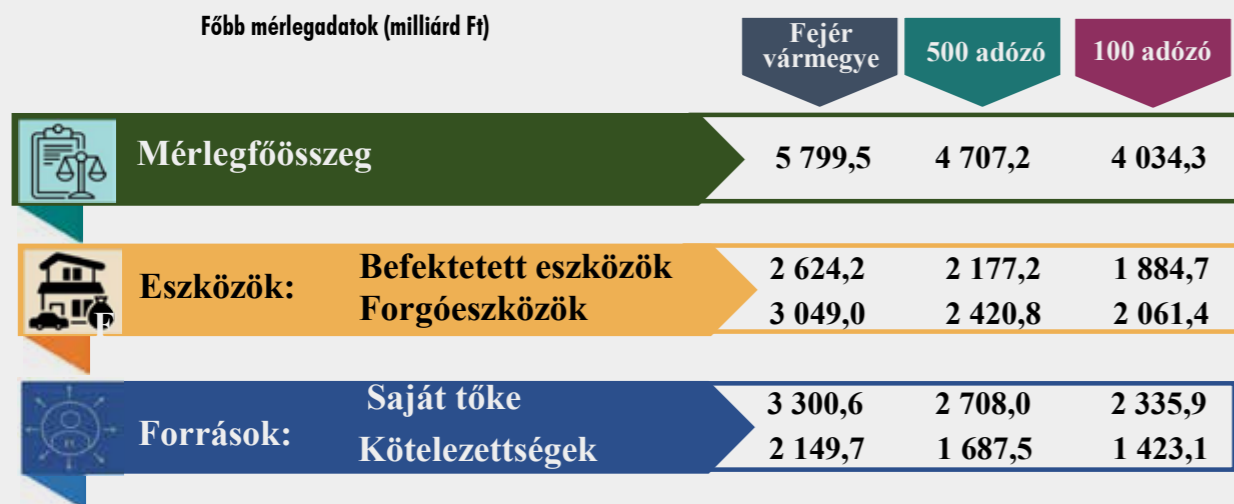 Főbb mérlegadatok (milliárd Ft)
Fejér
vármegye
500 adózó
100 adózó
Mérlegfőösszeg
5 799,5
4 707,2
4 034,3
Eszközök:
Befektetett eszközök
2 624,2
2 177,2
1 884,7
Forgóeszközök
3 049,0
2 420,8
2 061,4
F
Források:
Saját tőke
3 300,6
2 708,0
2 335,9
Kötelezettségek
2 149,7
1 687,5
1 423,1